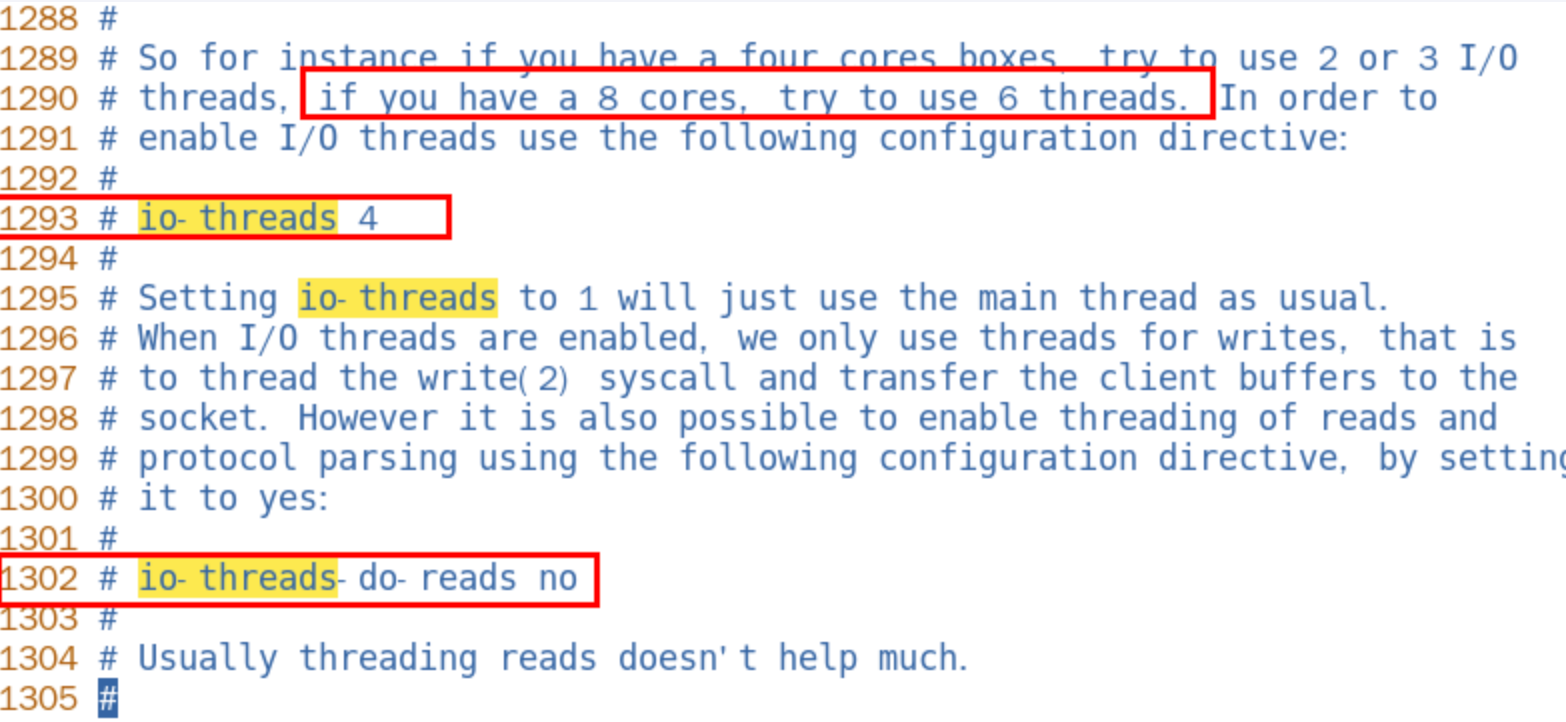 1288 #
1289 # So for instance if you have a four cores boxes, try to use 2 or 3 I/O
1290 # threads, if you have a 8 cores, try to use 6 threads. In order to
1291 # enable I/O threads use the following configuration directive:
1292 #
1293 # io-threads 4
1294 #
1295 # Setting io-threads to 1 will just use the main thread as usual.
1296 # When I/O threads are enabled, we only use threads for writes, that is
1297 # to thread the write(2) syscall and transfer the client buffers to the
1298 # socket. However it is also possible to enable threading of reads and
1299 # protocol parsing using the following configuration directive, by setting
1300 # it to yes:
1301 #
1302 # io-threads-do-reads no
1303 #
1304 # Usually threading reads doesn't help much.
1305 #